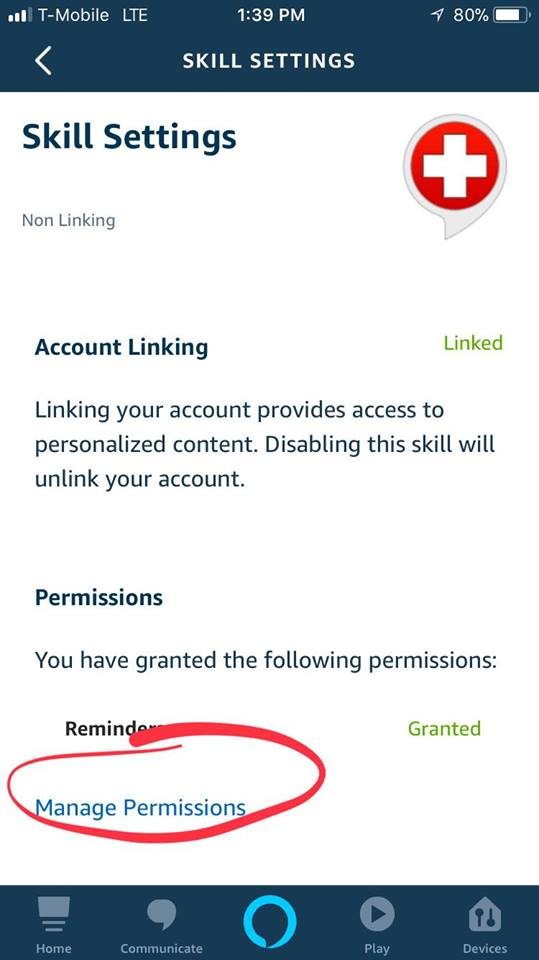 T-Mobile LTE 1:39 PM 80%
SKILL SETTINGS
Skill Settings
Non Linking
Account Linking Linked
Linking your account provides access to
personalized content. Disabling this skill will
unlink your account.
Permissions
You have granted the following permissions:
Reminders Granted
Manage Permissions
Home Communicate Play Devices